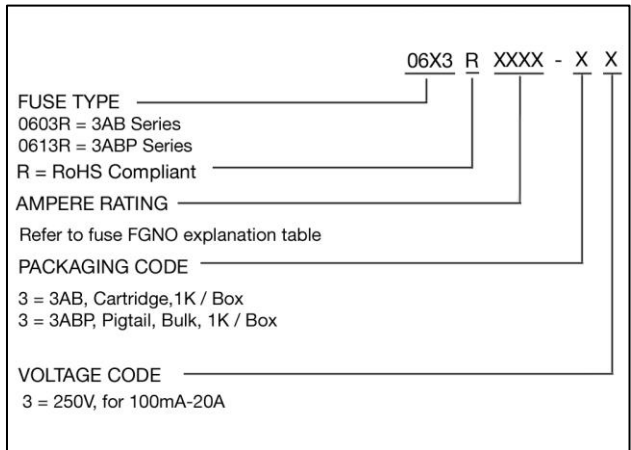 06X3 R XXXX - X X
FUSE TYPE
0603R = 3AB Series
0613R = 3ABP Series
R = RoHS Compliant
AMPERE RATING
Refer to fuse FGNO explanation table
PACKAGING CODE
3 = 3AB, Cartridge,1K / Box
3 = 3ABP, Pigtail, Bulk, 1K / Box
VOLTAGE CODE
3 = 250V, for 100mA-20A